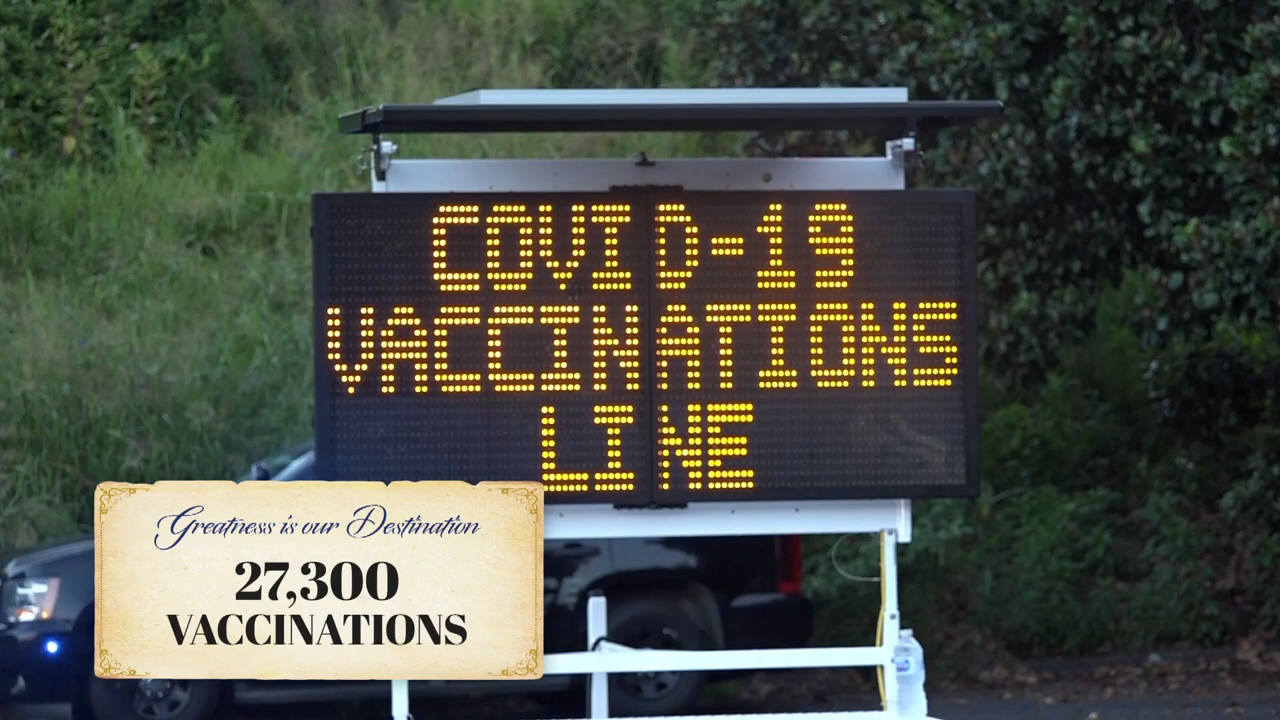 COVID-19
VACCINATIONS
LINE
Greatness is our Destination
27,300
VACCINATIONS